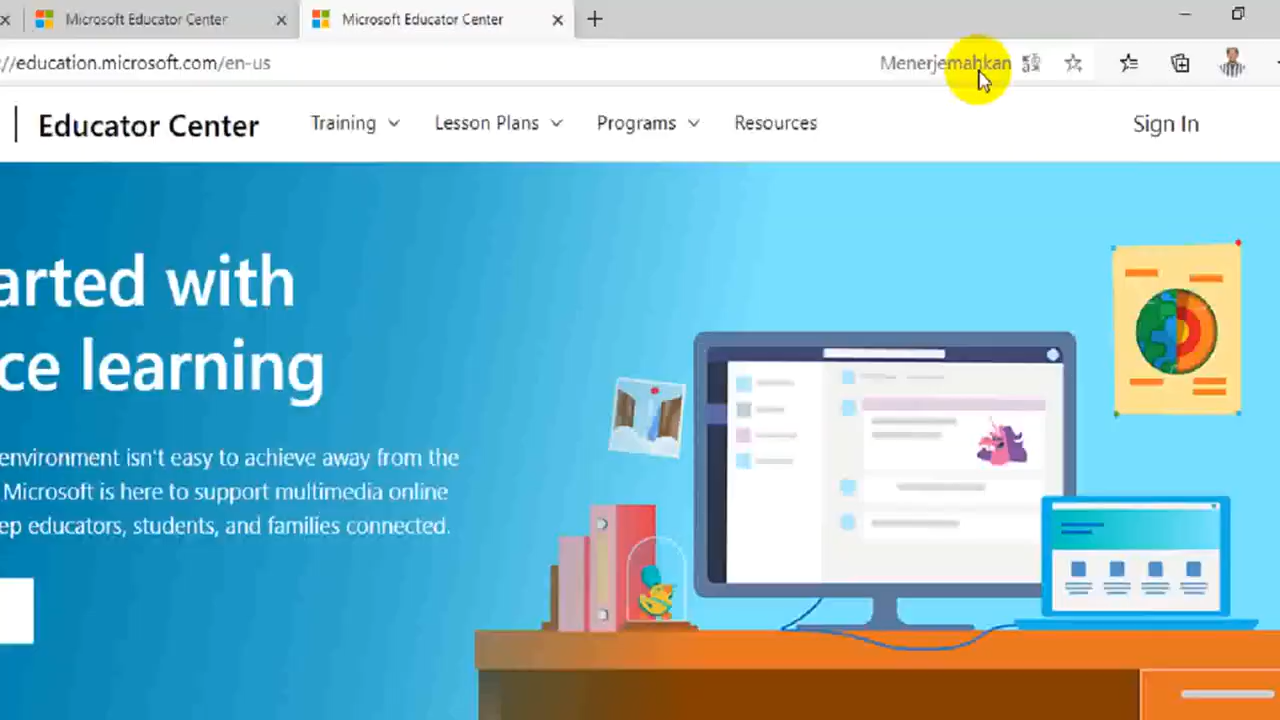 Microsoft Educator Center
Microsoft Educator Center
//education.microsoft.com/en-us
Menerjemahkan
Educator Center
Training
Lesson Plans
Programs
Resources
Sign In
arted with
ce learning
environment isn't easy to achieve away from the
Microsoft is here to support multimedia online
ep educators, students, and families connected.